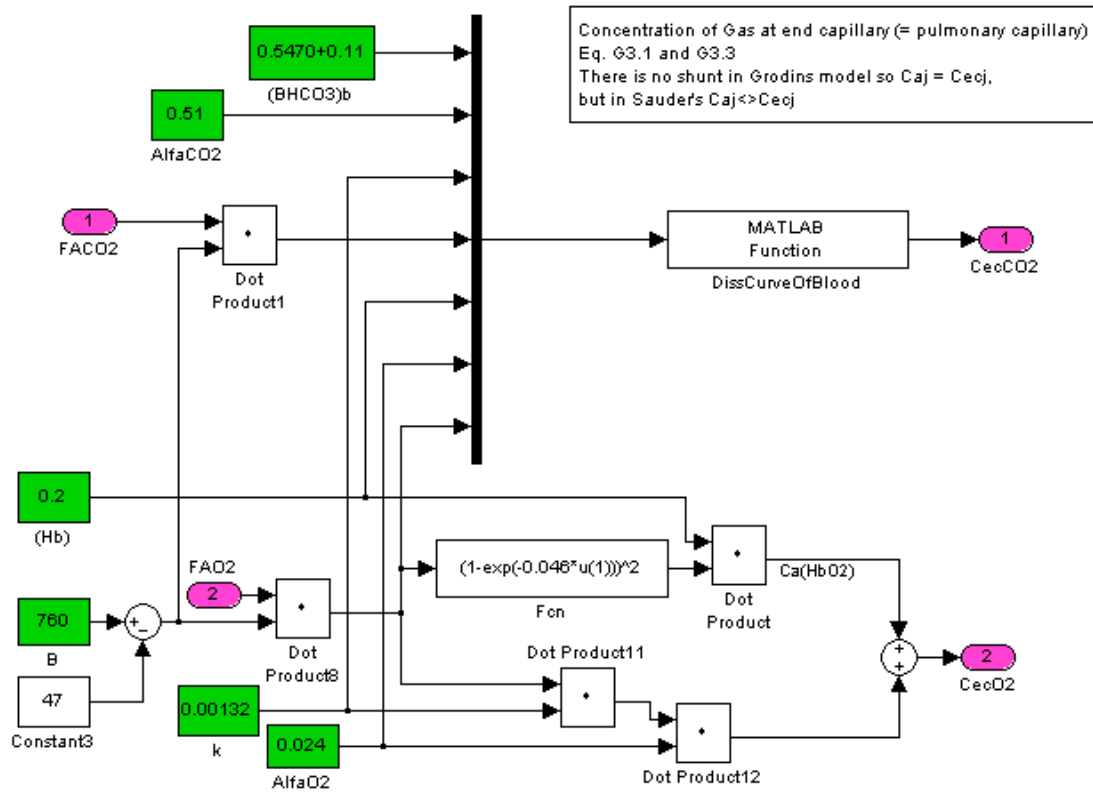 Concentration of Gas at end capillary (= pulmonary capillary)
Eq. G3.1 and G3.3
There is no shunt in Grodins model so Caj = Cecj,
but in Sauder's Caj<>Cecj
0.5470+0.11
(BHCO3)b
0.51
AlfaCO2
1
FACO2
Dot
Product1
MATLAB
Function
DissCurveOfBlood
1
CecCO2
0.2
(Hb)
FAO2
2
Dot
Product8
(1-exp(-0.046*u(1)))^2
Fcn
Dot
Product
Ca(HbO2)
760
B
47
Constant3
Dot Product11
0.00132
k
0.024
AlfaO2
Dot Product12
2
CecO2